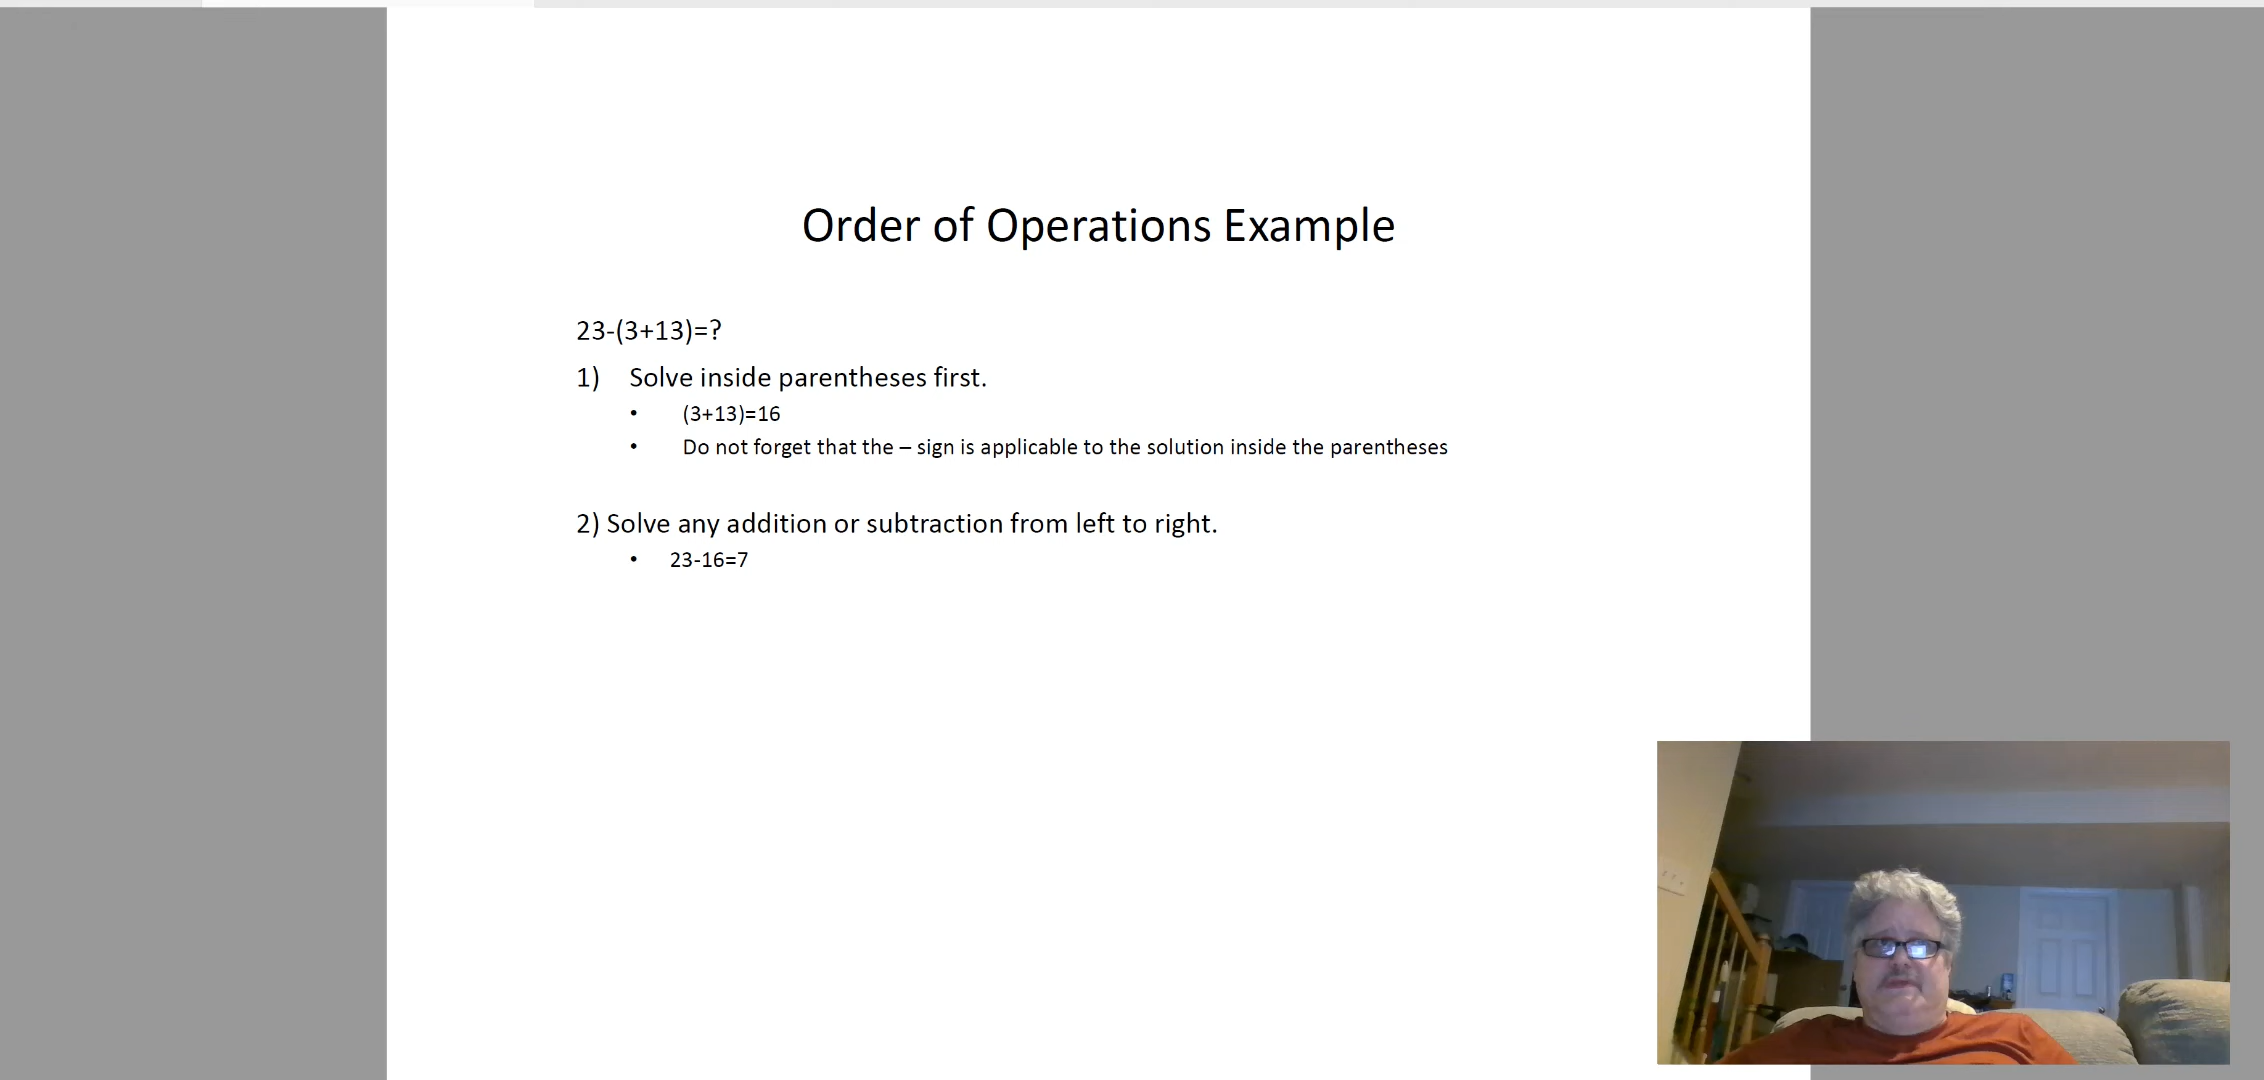 Order of Operations Example
23-(3+13)=?
1) Solve inside parentheses first.
• (3+13)=16
• Do not forget that the – sign is applicable to the solution inside the parentheses
2) Solve any addition or subtraction from left to right.
• 23-16=7